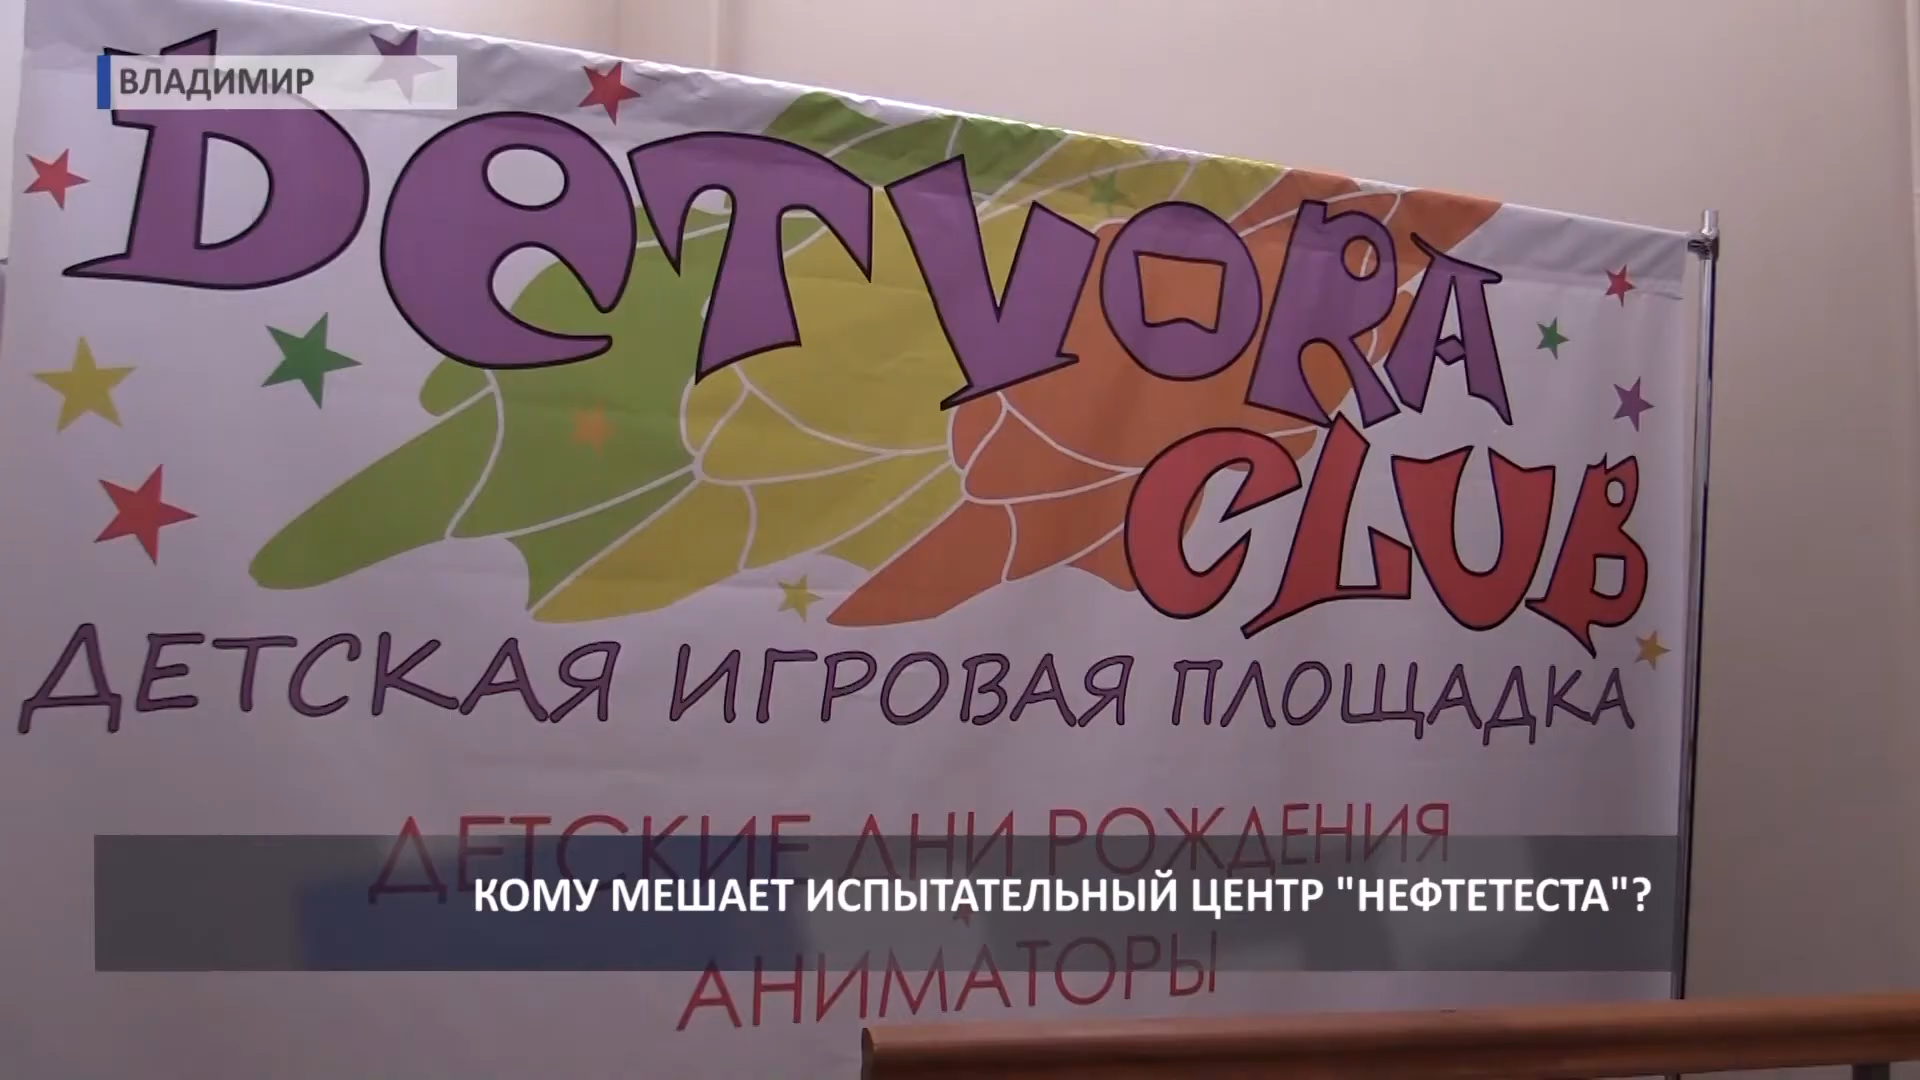 ВЛАДИМИР
DETVORA
CLUB
ДЕТСКАЯ ИГРОВАЯ ПЛОЩАДКА
ДЕТСКИЕ ДНИ РОЖДЕНИЯ
КОМУ МЕШАЕТ ИСПЫТАТЕЛЬНЫЙ ЦЕНТР "НЕФТЕТЕСТА"?
АНИМАТОРЫ